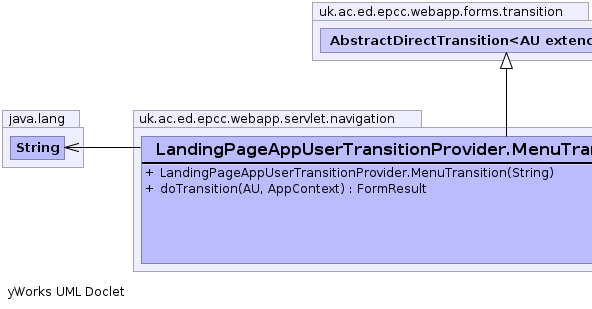 uk.ac.ed.epcc.webapp.forms.transition
AbstractDirectTransition<AU extend
java.lang
String
uk.ac.ed.epcc.webapp.servlet.navigation
LandingPageAppUserTransitionProvider.MenuTran
+ LandingPageAppUserTransitionProvider.MenuTransition(String)
+ doTransition(AU, AppContext) : FormResult
yWorks UML Doclet